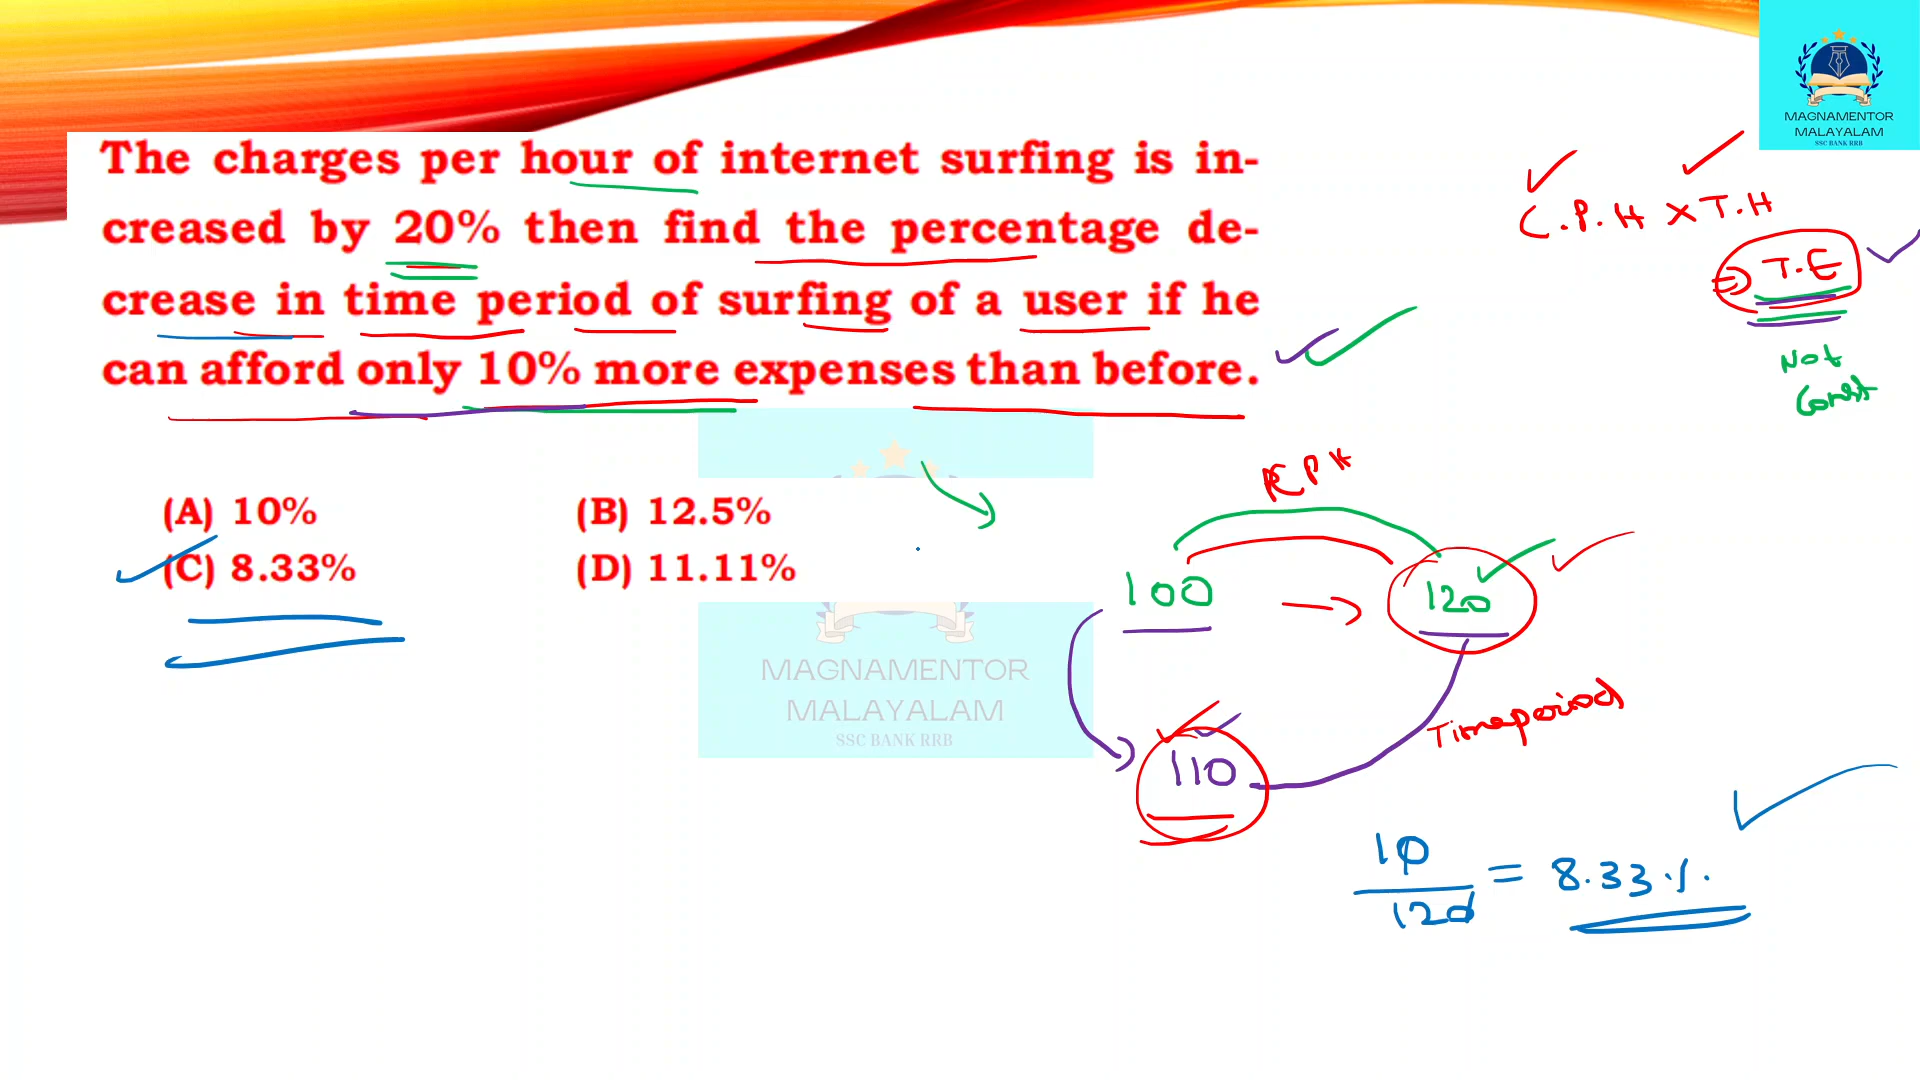 MAGNAMENTOR
MALAYALAM
SSC BANK RRB
The charges per hour of internet surfing is in-
creased by 20% then find the percentage de-
crease in time period of surfing of a user if he
can afford only 10% more expenses than before.
C.P.H × T.H
⇒ T.E
Not
Const
(A) 10%
(B) 12.5%
(C) 8.33%
(D) 11.11%
C P H
100 → 120
Time period
110
MAGNAMENTOR
MALAYALAM
SSC BANK RRB
10
120
= 8.33%.